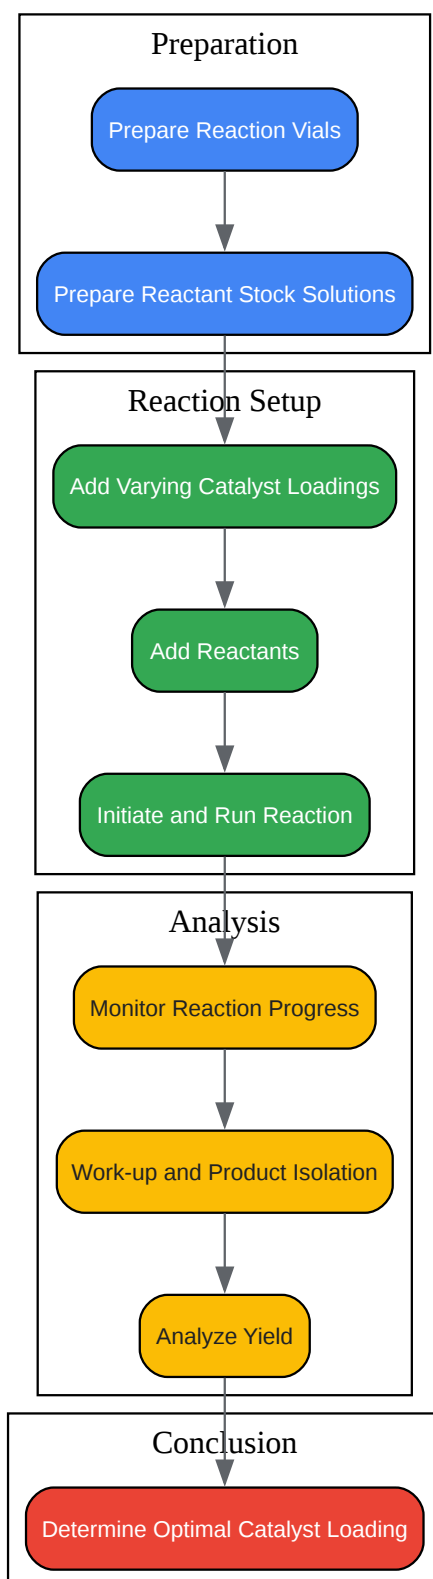 Preparation
Prepare Reaction Vials
Prepare Reactant Stock Solutions
Reaction Setup
Add Varying Catalyst Loadings
Add Reactants
Initiate and Run Reaction
Analysis
Monitor Reaction Progress
Work-up and Product Isolation
Analyze Yield
Conclusion
Determine Optimal Catalyst Loading